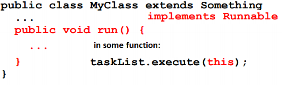 public class MyClass extends Something
... implements Runnable
public void run() {
... in some function:
} taskList.execute(this);
}